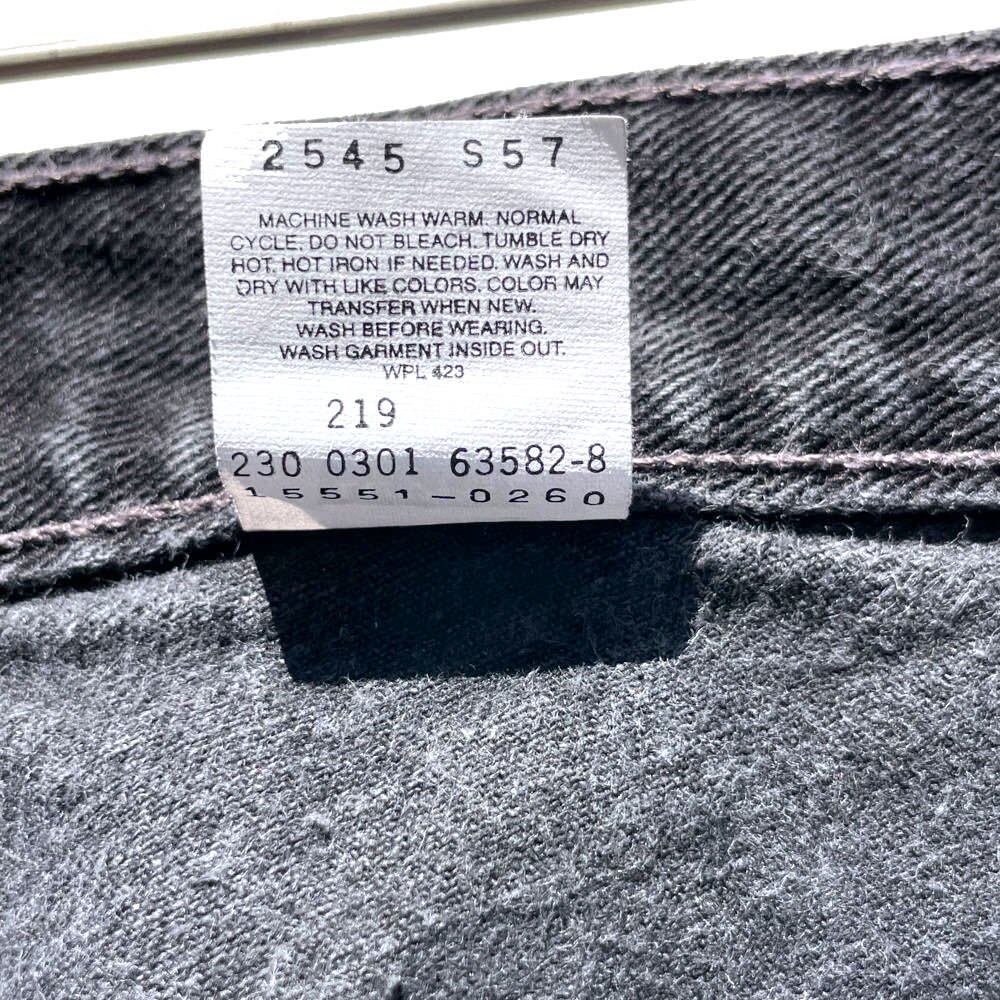 2545 S57
MACHINE WASH WARM. NORMAL
CYCLE. DO NOT BLEACH. TUMBLE DRY
HOT. HOT IRON IF NEEDED. WASH AND
DRY WITH LIKE COLORS. COLOR MAY
TRANSFER WHEN NEW.
WASH BEFORE WEARING.
WASH GARMENT INSIDE OUT.
WPL 423
219
230 0301 63582-8
15551-0260